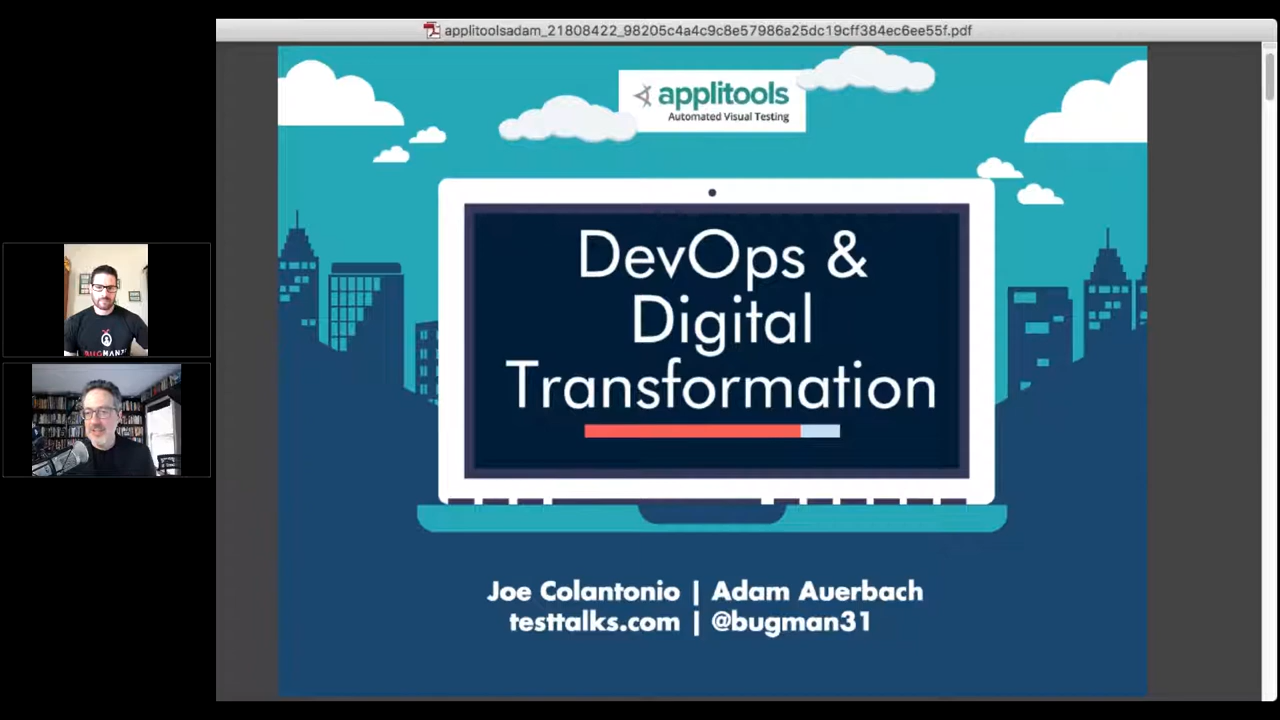 applitoolsadam_21808422_98205c4a4c9c8e57986a25dc19cff384ec6ee55f.pdf
applitools
Automated Visual Testing
DevOps &
Digital
Transformation
Joe Colantonio | Adam Auerbach
testtalks.com | @bugman31